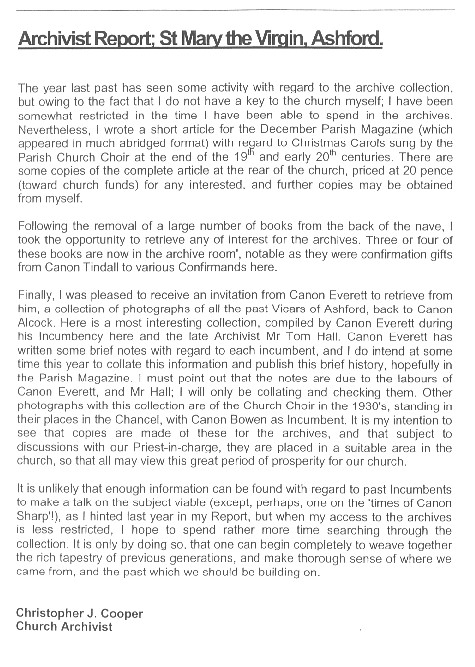 Archivist Report; St Mary the Virgin, Ashford.
The year last past has seen some activity with regard to the archive collection,
but owing to the fact that I do not have a key to the church myself; I have been
somewhat restricted in the time I have been able to spend in the archives.
Nevertheless, I wrote a short article for the December Parish Magazine (which
appeared in much abridged format) with regard to Christmas Carols sung by the
Parish Church Choir at the end of the 19th and early 20th centuries. There are
some copies of the complete article at the rear of the church, priced at 20 pence
(toward church funds) for any interested, and further copies may be obtained
from myself.
Following the removal of a large number of books from the back of the nave, I
took the opportunity to retrieve any of interest for the archives. Three or four of
these books are now in the archive room', notable as they were confirmation gifts
from Canon Tindall to various Confirmands here.
Finally, I was pleased to receive an invitation from Canon Everett to retrieve from
him, a collection of photographs of all the past Vicars of Ashford, back to Canon
Alcock. Here is a most interesting collection, compiled by Canon Everett during
his Incumbency here and the late Archivist Mr Tom Hall. Canon Everett has
written some brief notes with regard to each incumbent, and I do intend at some
time this year to collate this information and publish this brief history, hopefully in
the Parish Magazine. I must point out that the notes are due to the labours of
Canon Everett, and Mr Hall; I will only be collating and checking them. Other
photographs with this collection are of the Church Choir in the 1930's, standing in
their places in the Chancel, with Canon Bowen as Incumbent. It is my intention to
see that copies are made of these for the archives, and that subject to
discussions with our Priest-in-charge, they are placed in a suitable area in the
church, so that all may view this great period of prosperity for our church.
It is unlikely that enough information can be found with regard to past Incumbents
to make a talk on the subject viable (except, perhaps, one on the 'times of Canon
Sharp'!), as I hinted last year in my Report, but when my access to the archives
is less restricted, I hope to spend rather more time searching through the
collection. It is only by doing so, that one can begin completely to weave together
the rich tapestry of previous generations, and make thorough sense of where we
came from, and the past which we should be building on.
Christopher J. Cooper
Church Archivist